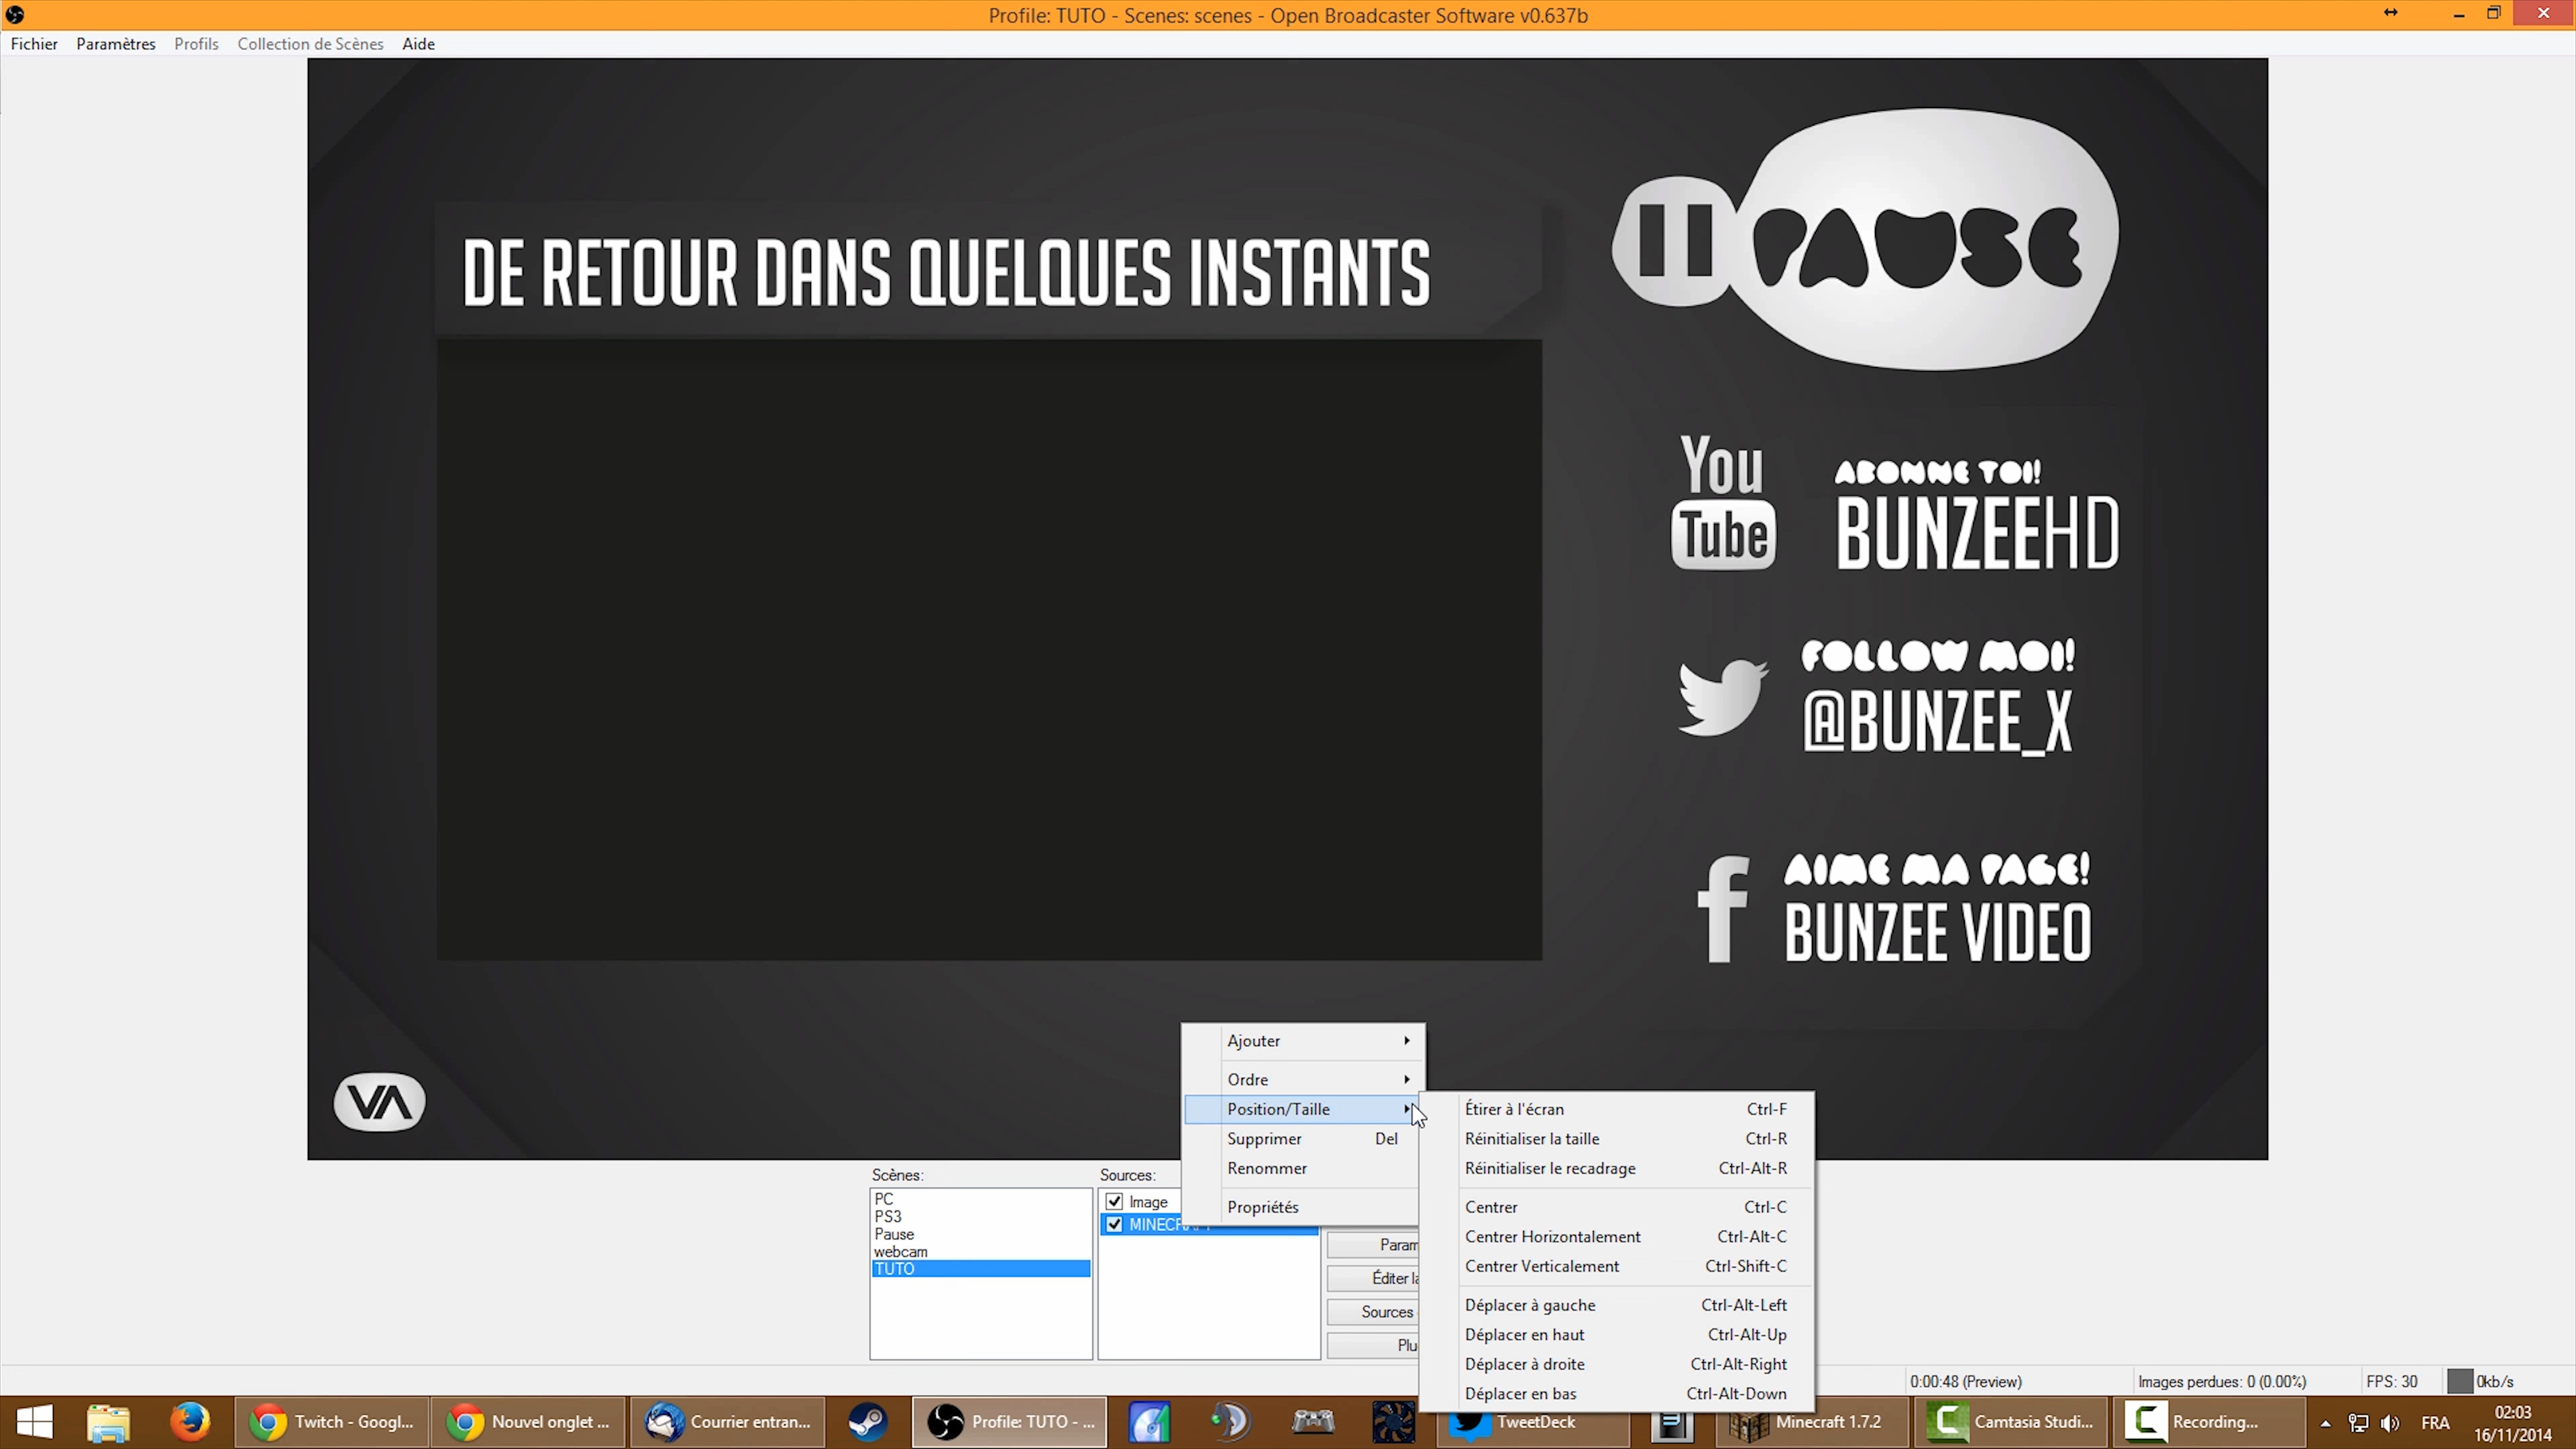 Profile: TUTO - Scenes: scenes - Open Broadcaster Software v0.637b
Fichier Paramètres Profils Collection de Scènes Aide
DE RETOUR DANS QUELQUES INSTANTS
PAUSE
You
Tube
ABONNE TOI!
BUNZEEHD
FOLLOW MOI!
@BUNZEE_X
f
AIME MA PAGE!
BUNZEE VIDEO
VA
Ajouter
Ordre
Position/Taille
Supprimer Del
Renommer
Propriétés
Étirer à l'écran Ctrl-F
Réinitialiser la taille Ctrl-R
Réinitialiser le recadrage Ctrl-Alt-R
Centrer Ctrl-C
Centrer Horizontalement Ctrl-Alt-C
Centrer Verticalement Ctrl-Shift-C
Déplacer à gauche Ctrl-Alt-Left
Déplacer en haut Ctrl-Alt-Up
Déplacer à droite Ctrl-Alt-Right
Déplacer en bas Ctrl-Alt-Down
Scènes:
PC
PS3
Pause
webcam
TUTO
Sources:
Image
Éditer
Sources
0:00:48 (Preview) Images perdues: 0 (0.00%) FPS: 30 0kb/s
Twitch - Googl... Nouvel onglet ... Courrier entran... Profile: TUTO - ... TweetDeck Minecraft 1.7.2 Camtasia Studi... Recording... FRA
02:03
16/11/2014